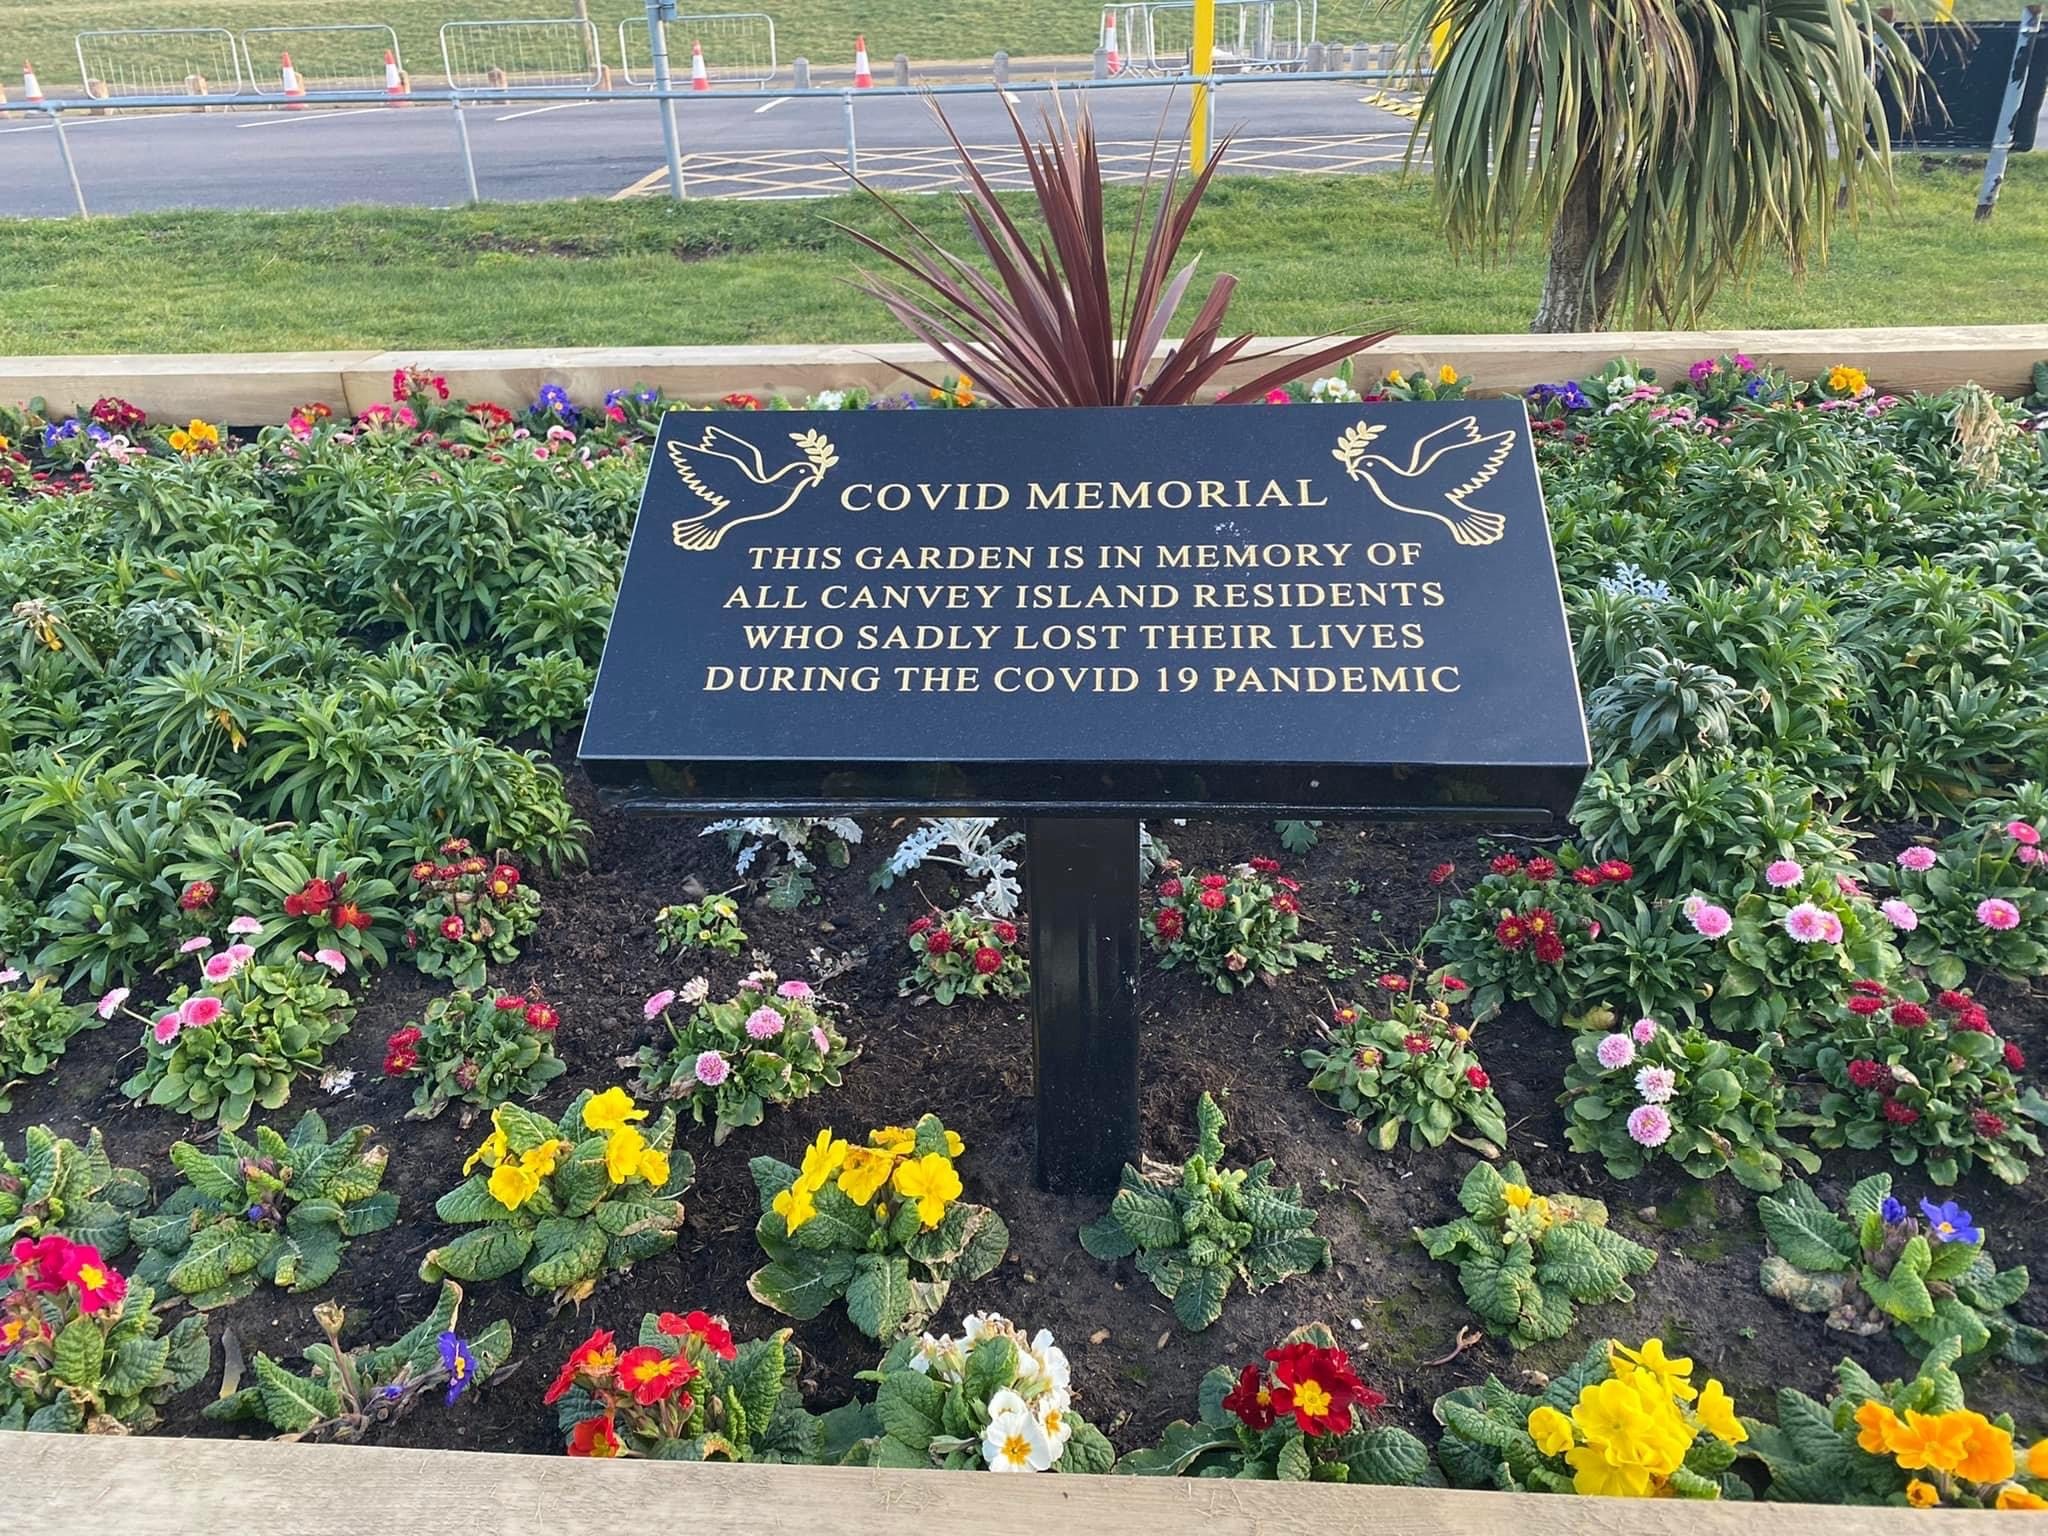 COVID MEMORIAL
THIS GARDEN IS IN MEMORY OF
ALL CANVEY ISLAND RESIDENTS
WHO SADLY LOST THEIR LIVES
DURING THE COVID 19 PANDEMIC